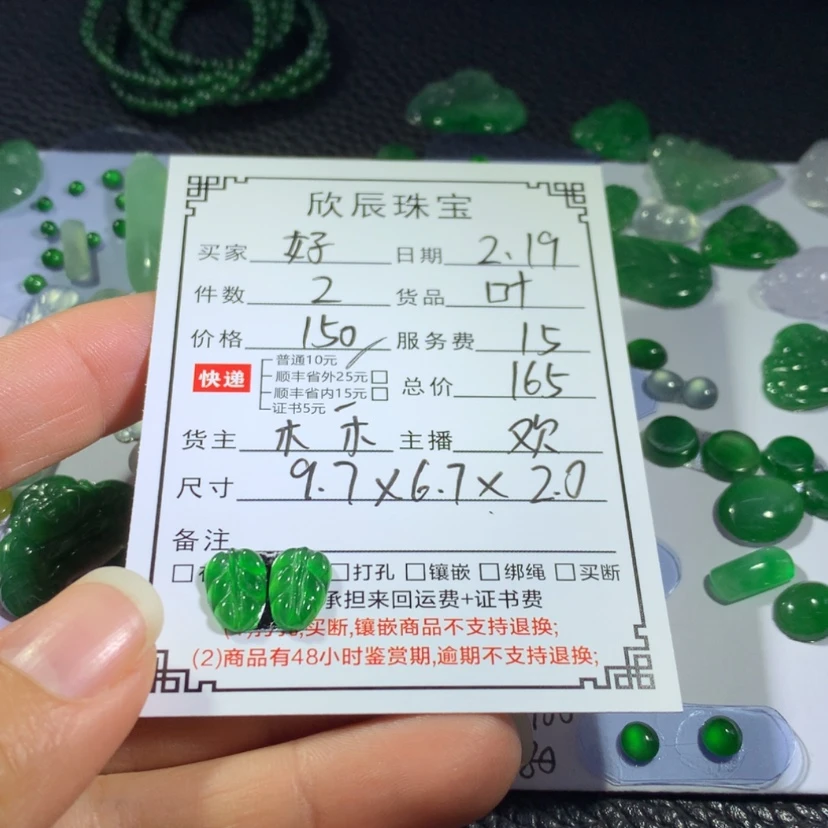 欣辰珠宝
买家 好 日期 2.19
件数 2 货品 叶
价格 150 服务费 15
快递
普通10元
顺丰省外25元□
顺丰省内15元□
证书5元
总价 165
货主 木木 主播 欢
尺寸 9.7×6.7×2.0
备注
□ □打孔 □镶嵌 □绑绳 □买断
承担来回运费+证书费
买断,镶嵌商品不支持退换;
(2)商品有48小时鉴赏期,逾期不支持退换;